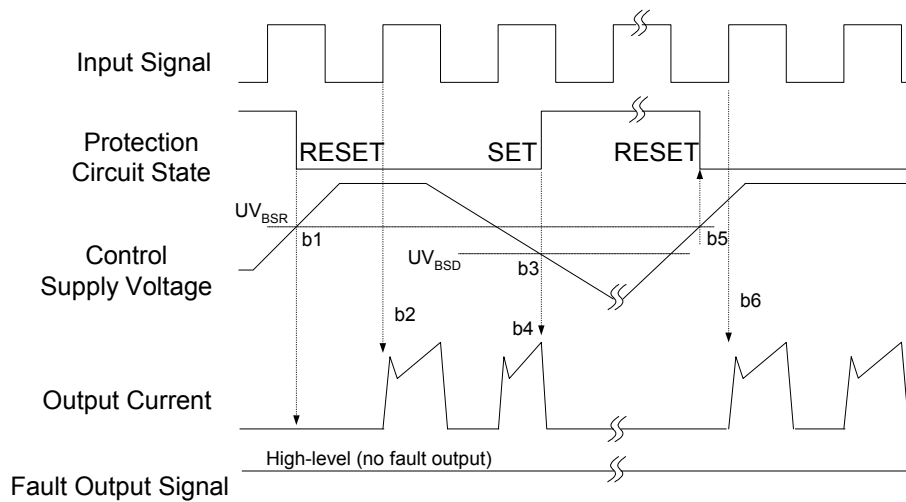 Input Signal
Protection
Circuit State
RESET
SET
RESET
UV_BSR
b1
b5
Control
Supply Voltage
UV_BSD
b3
b2
b4
b6
Output Current
High-level (no fault output)
Fault Output Signal